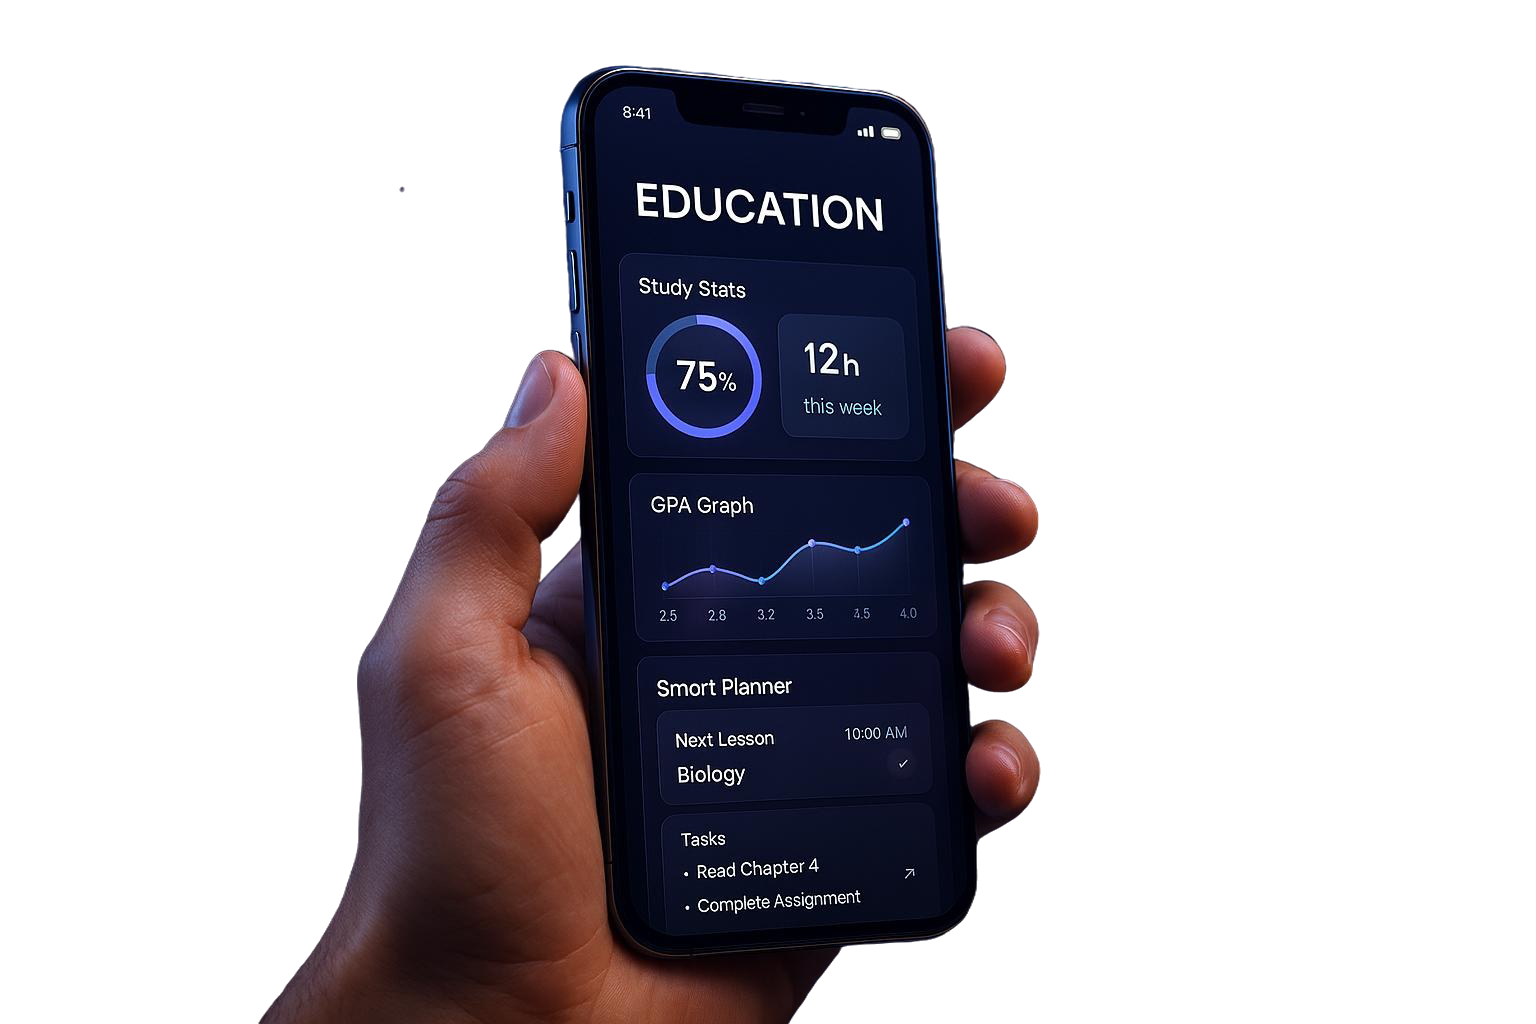 8:41
EDUCATION
Study Stats
75%
12h
this week
GPA Graph
2.5 2.8 3.2 3.5 4.5 4.0
Smort Planner
Next Lesson 10:00 AM
Biology
Tasks
• Read Chapter 4
• Complete Assignment